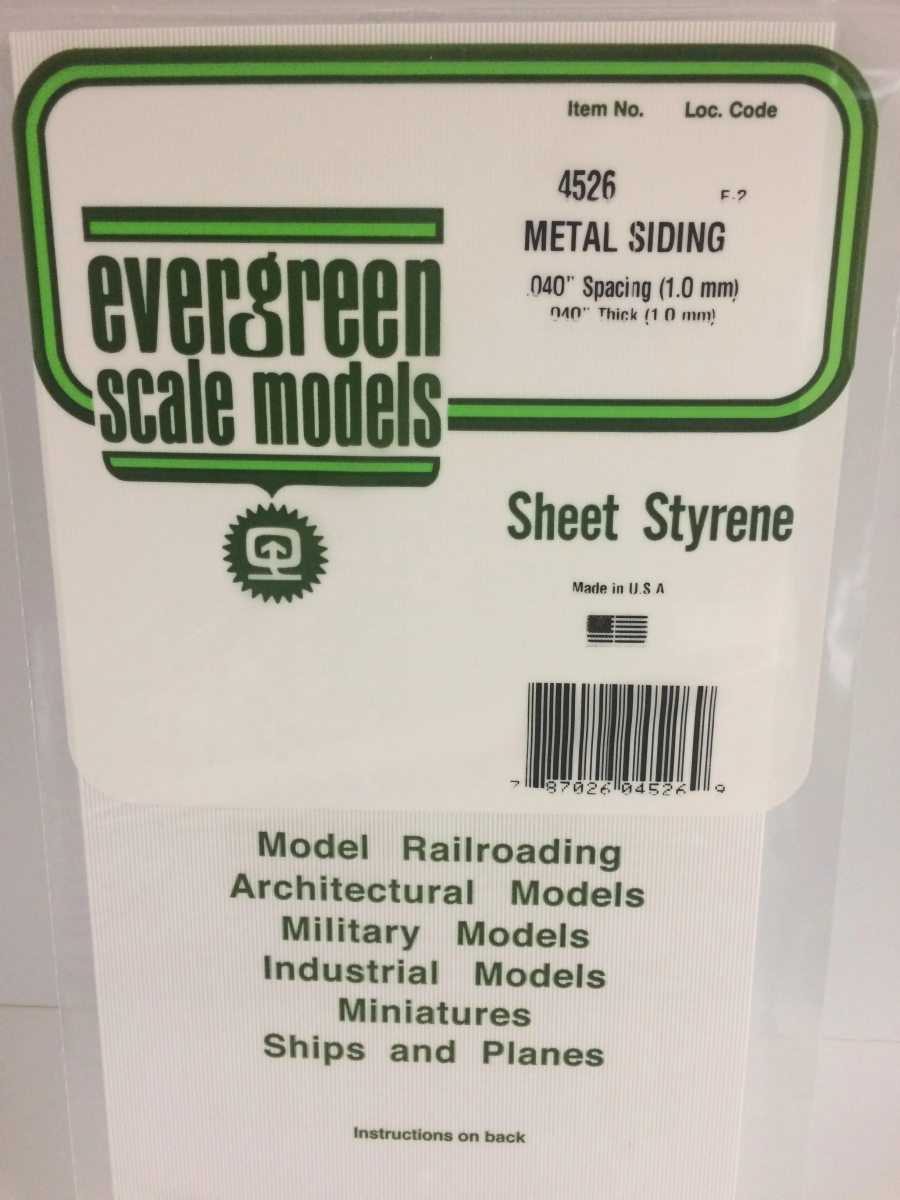 Item No. Loc. Code
4526 F-2
METAL SIDING
.040" Spacing (1.0 mm)
.040" Thick (1.0 mm)
evergreen
scale models
Sheet Styrene
Made in U.S.A
7 87026 04526 9
Model Railroading
Architectural Models
Military Models
Industrial Models
Miniatures
Ships and Planes
Instructions on back